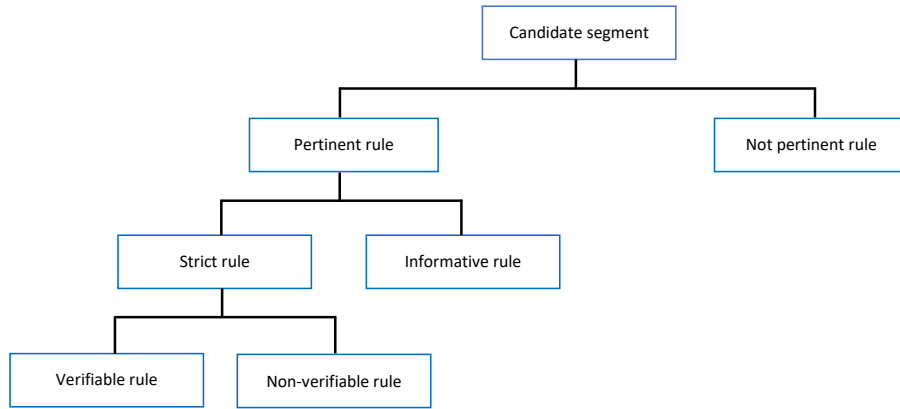 Candidate segment
Pertinent rule
Not pertinent rule
Strict rule
Informative rule
Verifiable rule
Non-verifiable rule